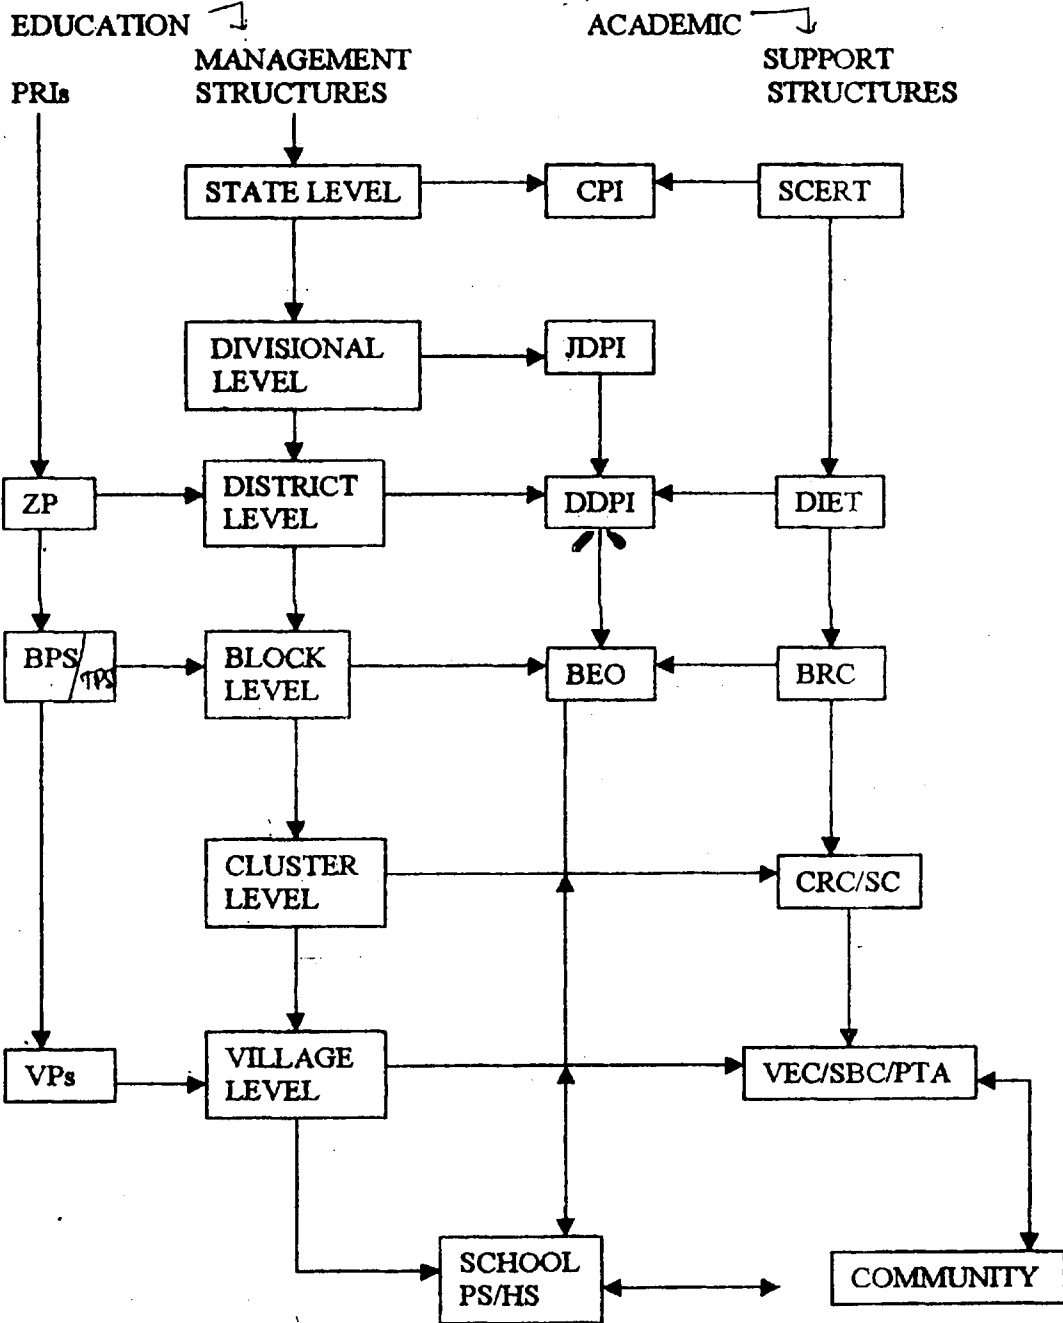 EDUCATION
ACADEMIC
MANAGEMENT
STRUCTURES
SUPPORT
STRUCTURES
PRIs
STATE LEVEL
CPI
SCERT
DIVISIONAL
LEVEL
JDPI
ZP
DISTRICT
LEVEL
DDPI
DIET
BPS/TPS
BLOCK
LEVEL
BEO
BRC
CLUSTER
LEVEL
CRC/SC
VPs
VILLAGE
LEVEL
VEC/SBC/PTA
SCHOOL
PS/HS
COMMUNITY